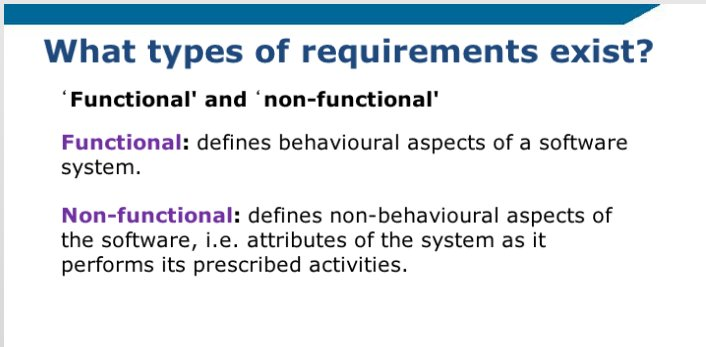 What types of requirements exist?
‘Functional' and ‘non-functional'
Functional: defines behavioural aspects of a software
system.
Non-functional: defines non-behavioural aspects of
the software, i.e. attributes of the system as it
performs its prescribed activities.